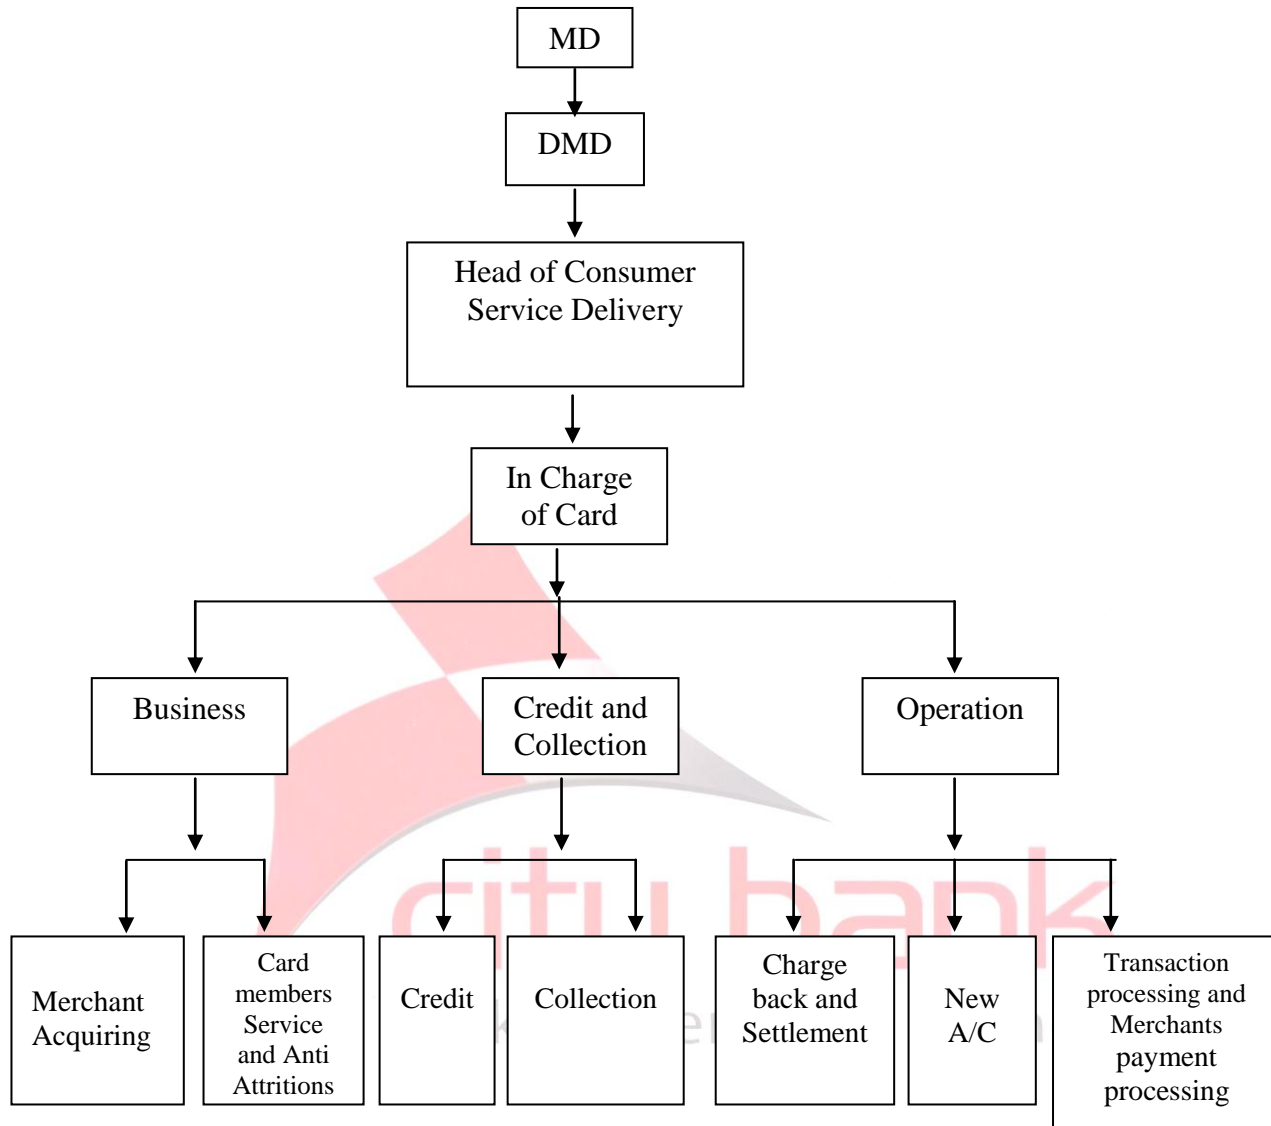 MD
DMD
Head of Consumer
Service Delivery
In Charge
of Card
Business
Credit and
Collection
Operation
Merchant
Acquiring
Card
members
Service
and Anti
Attritions
Credit
Collection
Charge
back and
Settlement
New
A/C
Transaction
processing and
Merchants
payment
processing
city bank